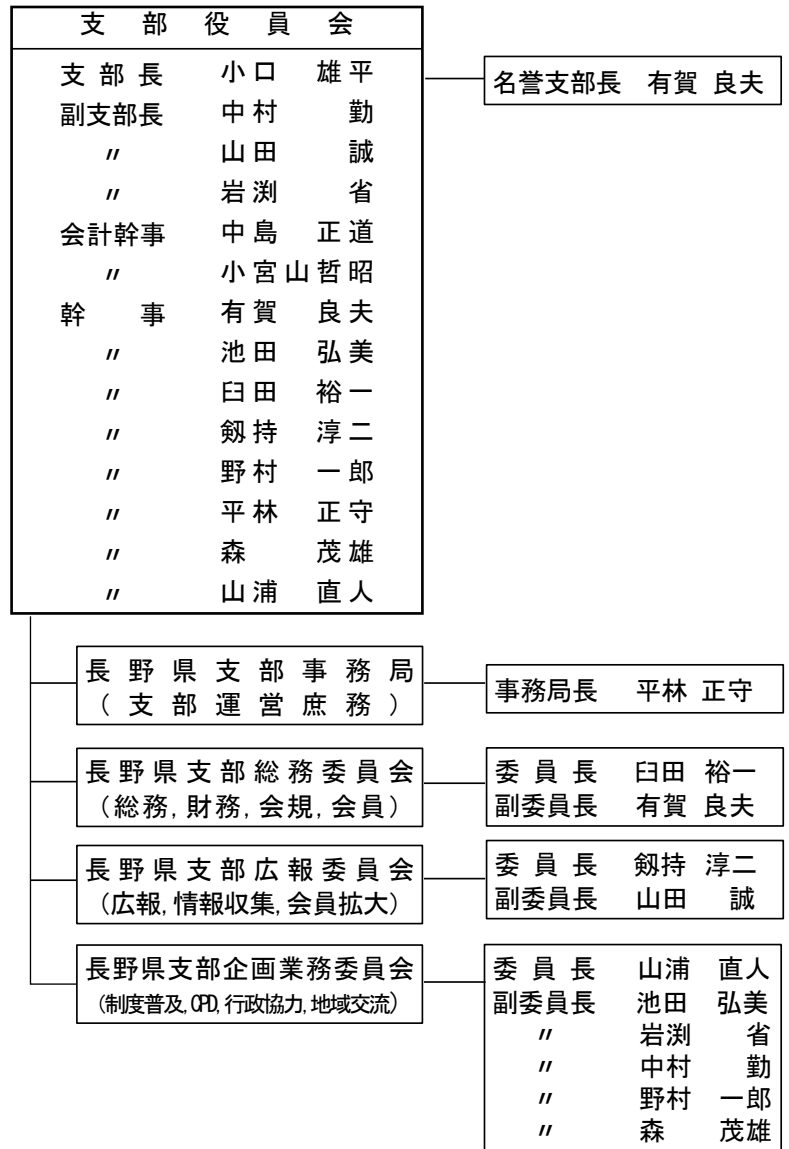 支部役員会
支部長 小口 雄平
副支部長 中村 勤
〃 山田 誠
〃 岩渕 省
会計幹事 中島 正道
〃 小宮山哲昭
幹事 有賀 良夫
〃 池田 弘美
〃 臼田 裕一
〃 剱持 淳二
〃 野村 一郎
〃 平林 正守
〃 森 茂雄
〃 山浦 直人
名誉支部長 有賀 良夫
長野県支部事務局
(支部運営庶務)
事務局長 平林 正守
長野県支部総務委員会
(総務,財務,会規,会員)
委員長 臼田 裕一
副委員長 有賀 良夫
長野県支部広報委員会
(広報,情報収集,会員拡大)
委員長 剱持 淳二
副委員長 山田 誠
長野県支部企画業務委員会
(制度普及,CPD,行政協力,地域交流)
委員長 山浦 直人
副委員長 池田 弘美
〃 岩渕 省
〃 中村 勤
〃 野村 一郎
〃 森 茂雄